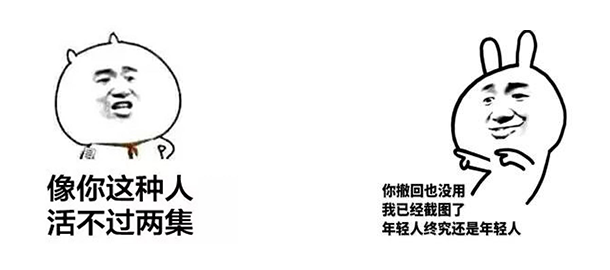 像你这种人
活不过两集
你撤回也没用
我已经截图了
年轻人终究还是年轻人